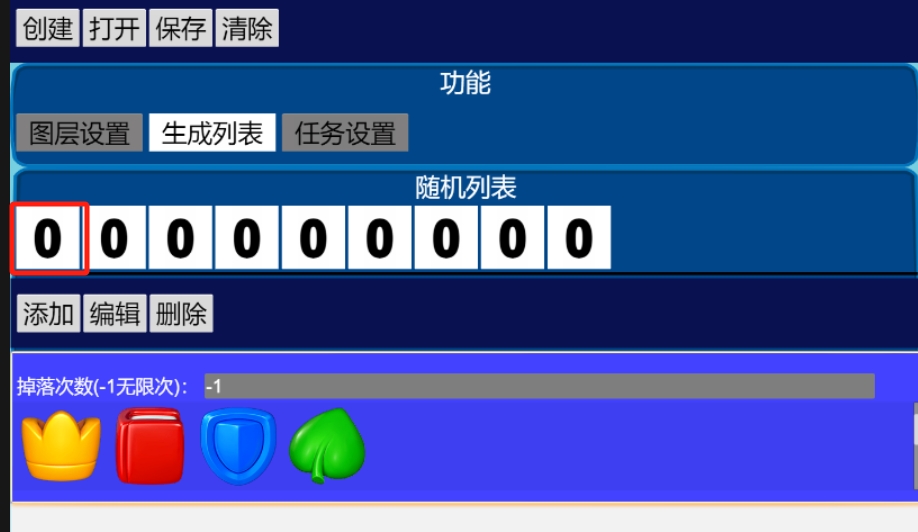 创建 打开 保存 清除
功能
图层设置 生成列表 任务设置
随机列表
0 0 0 0 0 0 0 0 0
添加 编辑 删除
掉落次数(-1无限次): -1